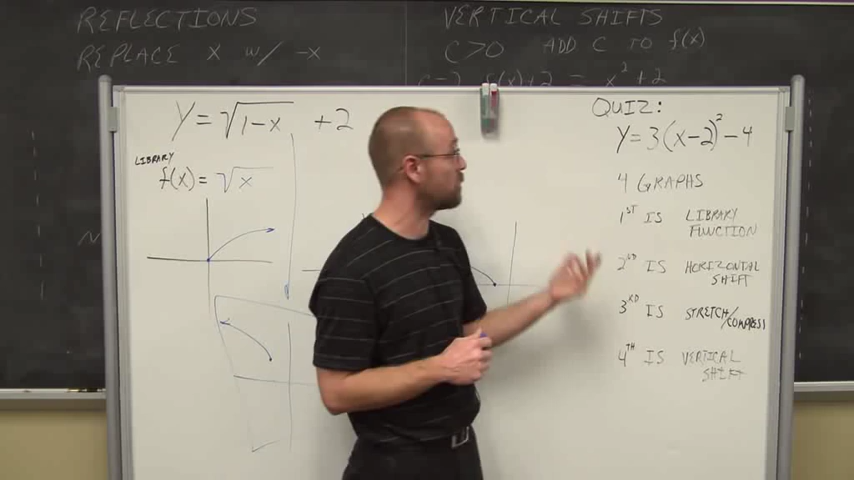 REFLECTIONS
REPLACE X W/ -X
VERTICAL SHIFTS
C>0 ADD C TO f(x)
C=2 f(x)+2 = x²+2
Y=√(1-x) +2
LIBRARY
f(x)= √x
QUIZ:
Y=3(x-2)²-4
4 GRAPHS
1ST IS LIBRARY
FUNCTION
2ND IS HORIZONTAL
SHIFT
3RD IS STRETCH/COMPRESS
4TH IS VERTICAL
SHIFT